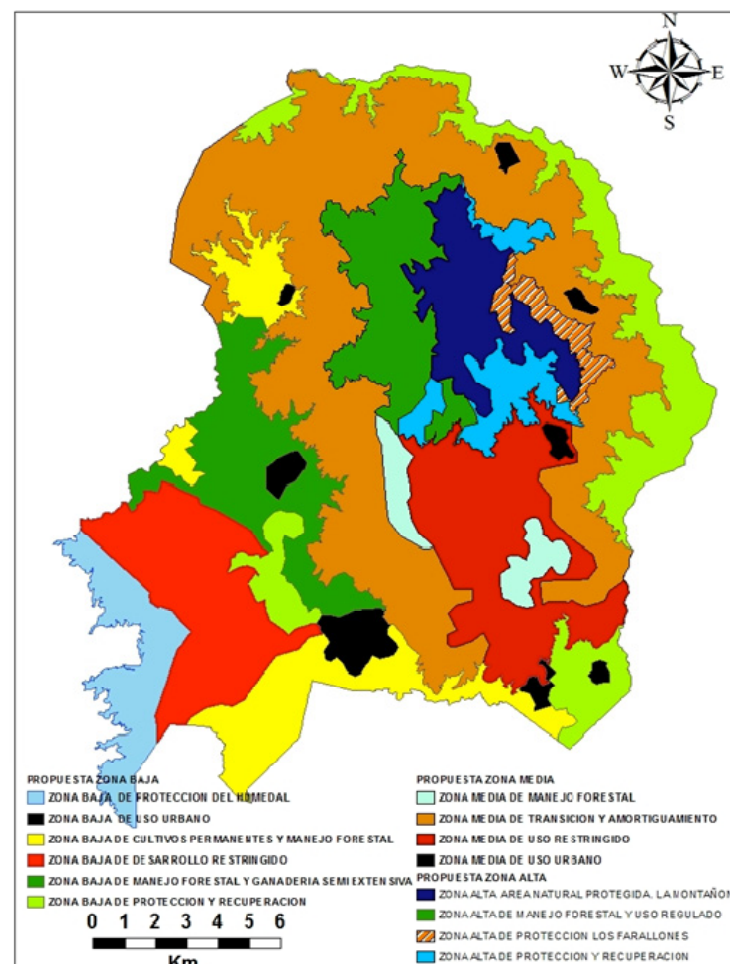 N
W
E
S
PROPUESTA ZONA BAJA
ZONA BAJA DE PROTECCION DEL HUMEDAL
ZONA BAJA DE USO URBANO
ZONA BAJA DE CULTIVOS PERMANENTES Y MANEJO FORESTAL
ZONA BAJA DE DESARROLLO RESTRINGIDO
ZONA BAJA DE MANEJO FORESTAL Y GANADERIA SEMI EXTENSIVA
ZONA BAJA DE PROTECCION Y RECUPERACION
0 1 2 3 4 5 6
Km
PROPUESTA ZONA MEDIA
ZONA MEDIA DE MANEJO FORESTAL
ZONA MEDIA DE TRANSICION Y AMORTIGUAMIENTO
ZONA MEDIA DE USO RESTRINGIDO
ZONA MEDIA DE USO URBANO
PROPUESTA ZONA ALTA
ZONA ALTA AREA NATURAL PROTEGIDA, LA MONTAÑON
ZONA ALTA DE MANEJO FORESTAL Y USO REGULADO
ZONA ALTA DE PROTECCION LOS FARALLONES
ZONA ALTA DE PROTECCION Y RECUPERACION